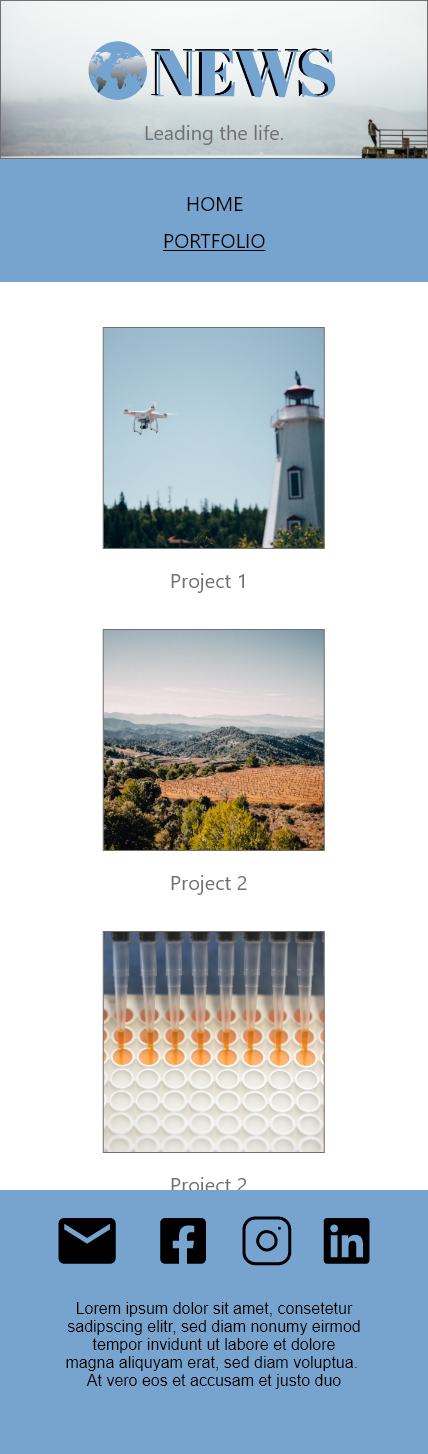 NEWS
Leading the life.
HOME
PORTFOLIO
Project 1
Project 2
Project 2
Lorem ipsum dolor sit amet, consetetur
sadipscing elitr, sed diam nonumy eirmod
tempor invidunt ut labore et dolore
magna aliquyam erat, sed diam voluptua.
At vero eos et accusam et justo duo